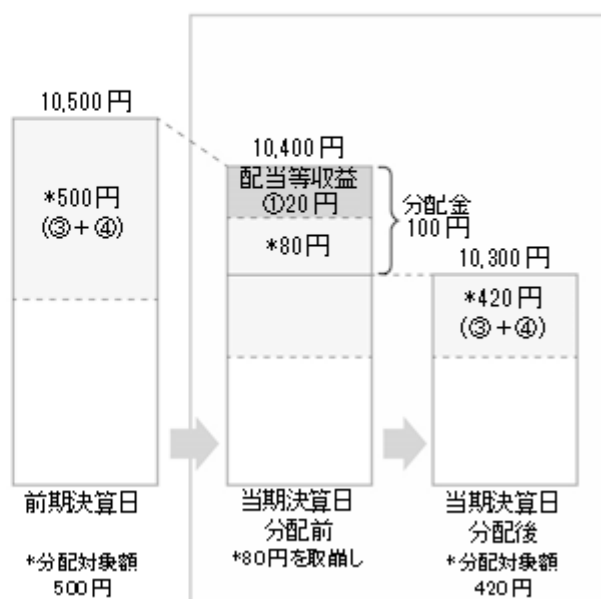 10,500円
*500円
(③+④)
前期決算日
*分配対象額
500円
10,400円
配当等収益
①20円
*80円
分配金
100円
当期決算日
分配前
*80円を取崩し
10,300円
*420円
(③+④)
当期決算日
分配後
*分配対象額
420円